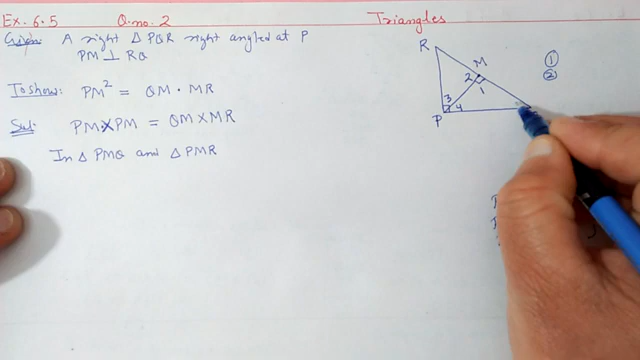 Ex. 6.5 Q.no. 2 Triangles
Given: A right △ PQR right angled at P
PM ⊥ RQ
To show: PM² = QM · MR
Sol: PM × PM = QM × MR
In △ PMQ and △ PMR
R
M
2
1
3
4
P
①
②